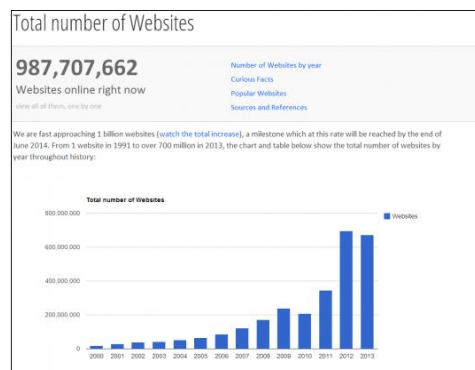 Total number of Websites
987,707,662
Websites online right now
view all of them, one by one
Number of Websites by year
Curious Facts
Popular Websites
Sources and References
We are fast approaching 1 billion websites (watch the total increase), a milestone which at this rate will be reached by the end of
June 2014. From 1 website in 1991 to over 700 million in 2013, the chart and table below show the total number of websites by
year throughout history:
Total number of Websites
800,000,000
Websites
600,000,000
400,000,000
200,000,000
0
2000 2001 2002 2003 2004 2005 2006 2007 2008 2009 2010 2011 2012 2013